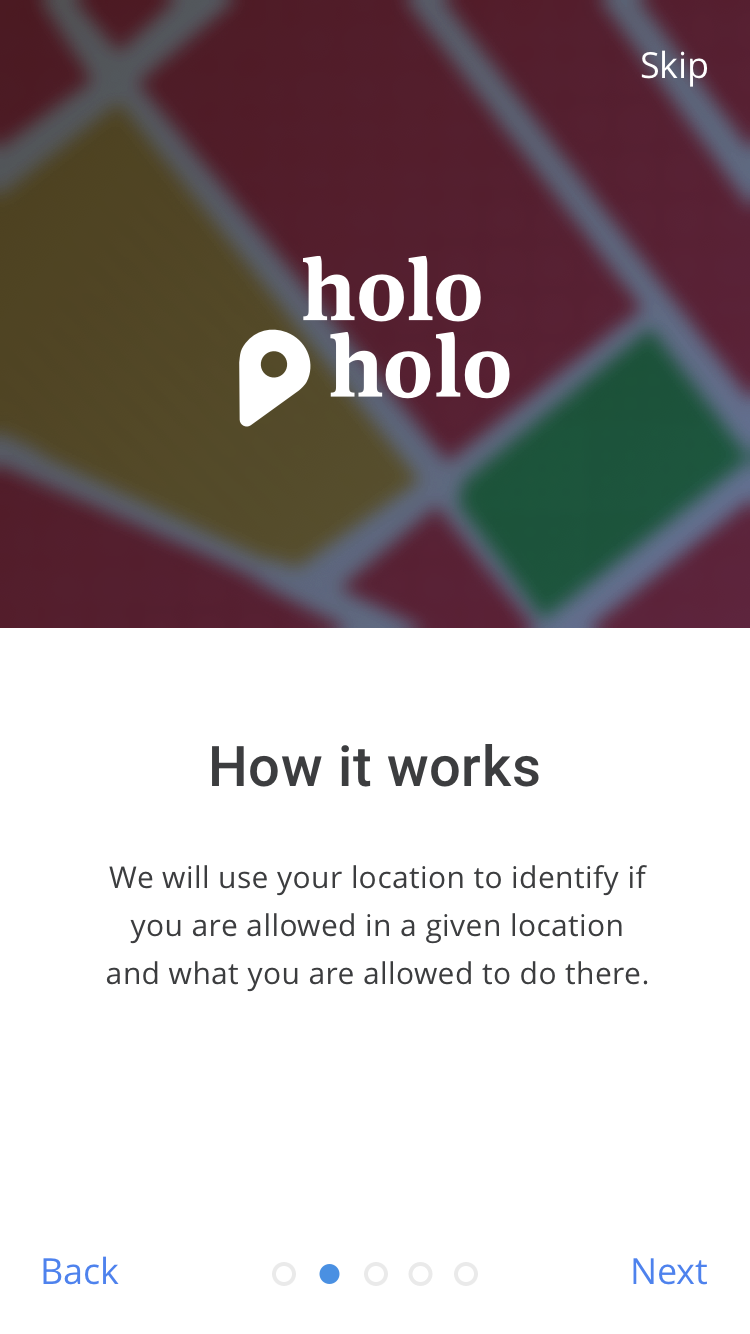 Skip
holo
holo
How it works
We will use your location to identify if
you are allowed in a given location
and what you are allowed to do there.
Back
Next